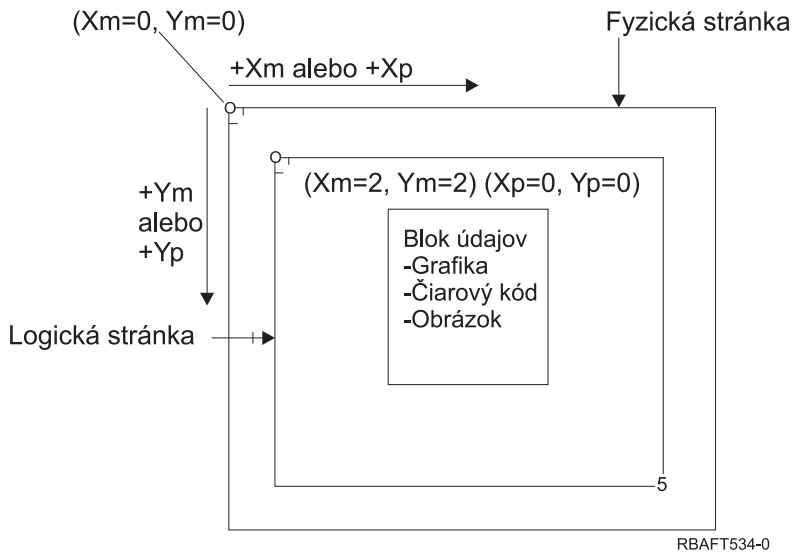 (Xm=0, Ym=0)
Fyzická stránka
+Xm alebo +Xp
(Xm=2, Ym=2) (Xp=0, Yp=0)
+Ym
alebo
+Yp
Blok údajov
-Grafika
-Čiarový kód
-Obrázok
Logická stránka
5
RBAFT534-0